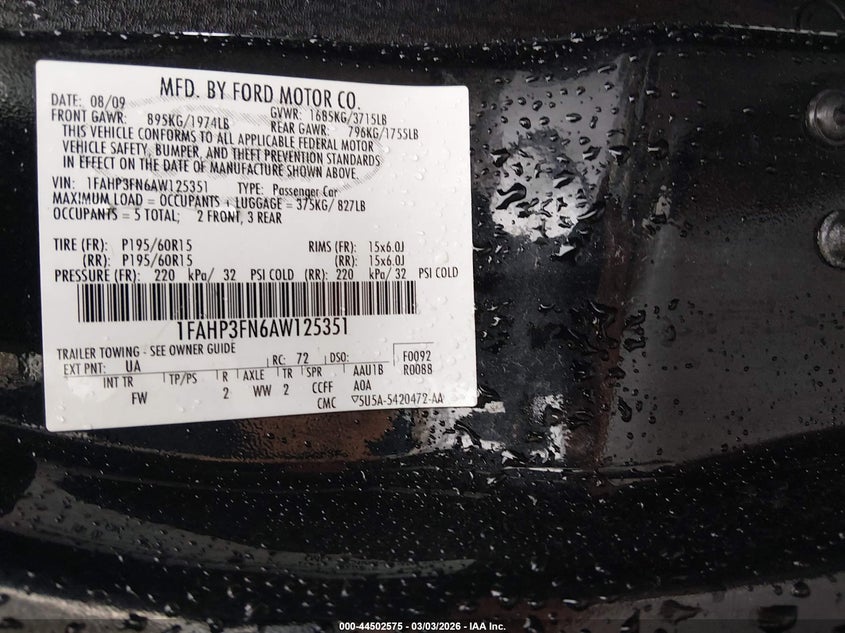 MFD. BY FORD MOTOR CO.
DATE: 08/09 GVWR: 1685KG/3715LB
FRONT GAWR: 895KG/1974LB REAR GAWR: 796KG/1755LB
THIS VEHICLE CONFORMS TO ALL APPLICABLE FEDERAL MOTOR
VEHICLE SAFETY, BUMPER, AND THEFT PREVENTION STANDARDS
IN EFFECT ON THE DATE OF MANUFACTURE SHOWN ABOVE.
VIN: 1FAHP3FN6AW125351 TYPE: Passenger Car
MAXIMUM LOAD = OCCUPANTS + LUGGAGE = 375KG/ 827LB
OCCUPANTS = 5 TOTAL; 2 FRONT, 3 REAR
TIRE (FR): P195/60R15 RIMS (FR): 15x6.0J
(RR): P195/60R15 (RR): 15x6.0J
PRESSURE (FR): 220 kPa/ 32 PSI COLD (RR): 220 kPa/ 32 PSI COLD
1FAHP3FN6AW125351
TRAILER TOWING - SEE OWNER GUIDE
EXT PNT: UA RC: 72 DSO: F0092
INT TR TP/PS R AXLE TR SPR AAU1B R0088
FW 2 WW 2 CCFF A0A
CMC ▽5U5A-5420472-AA
000-44502575 - 03/03/2026 - IAA Inc.